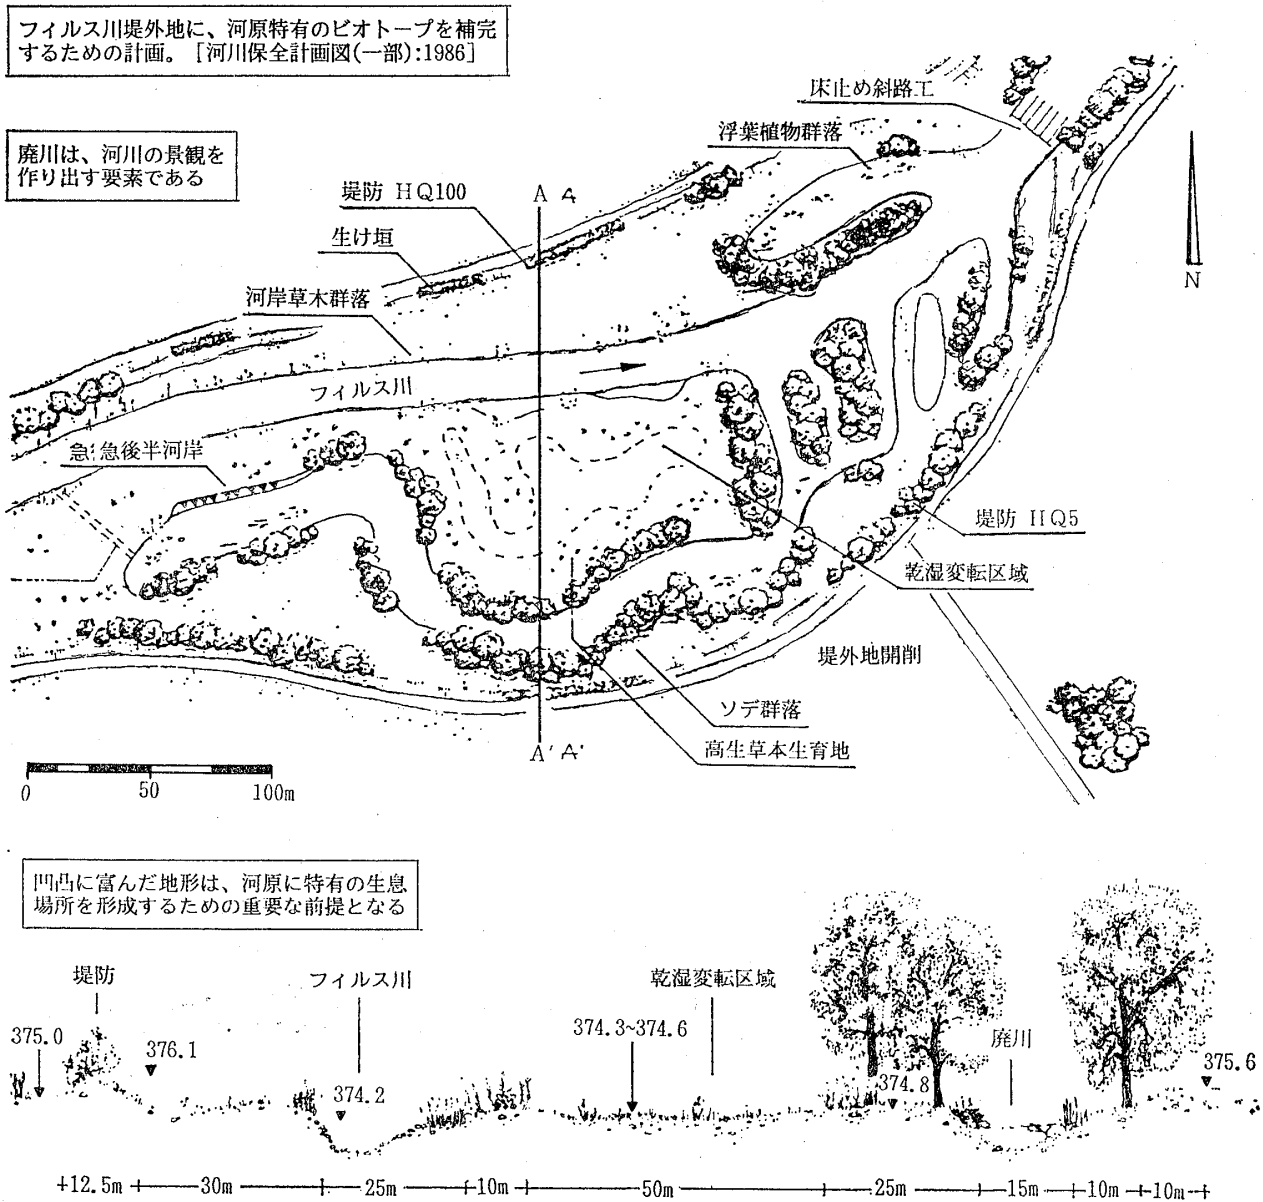 フィルス川堤外地に、河原特有のビオトープを補完
するための計画。［河川保全計画図(一部):1986］
廃川は、河川の景観を
作り出す要素である
床止め斜路工
浮葉植物群落
堤防 HQ100
A A
生け垣
河岸草木群落
N
フィルス川
急後半河岸
堤防 HQ5
乾湿変転区域
堤外地開削
ソデ群落
高生草本生育地
A' A'
0 50 100m
凹凸に富んだ地形は、河原に特有の生息
場所を形成するための重要な前提となる
堤防
フィルス川
乾湿変転区域
廃川
375.0
376.1
374.2
374.3~374.6
374.8
375.6
+12.5m 30m 25m 10m 50m 25m 15m 10m 10m